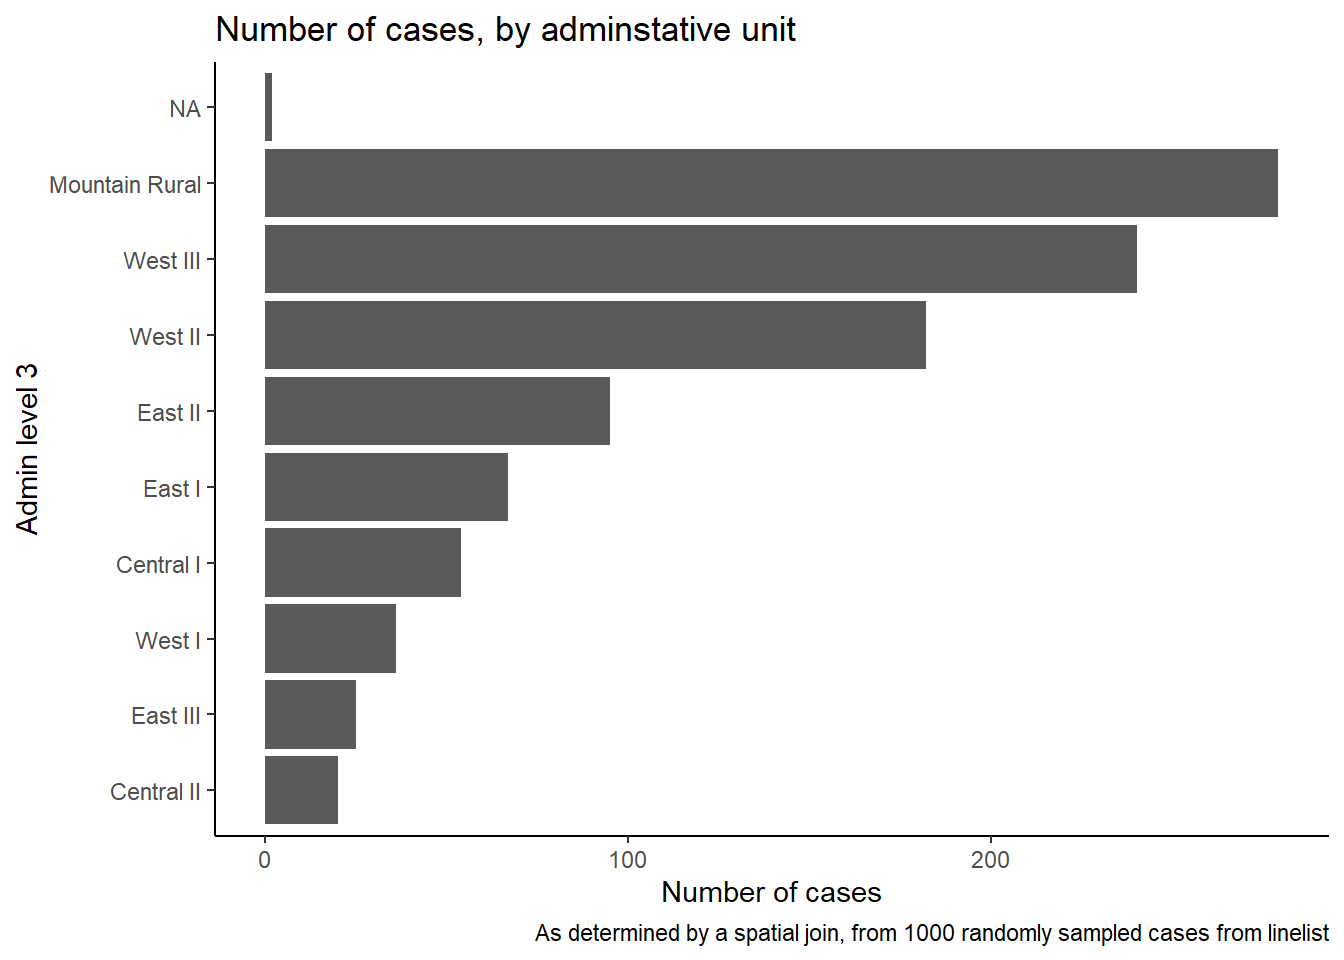 Number of cases, by adminstative unit
NA
Mountain Rural
West III
West II
East II
East I
Central I
West I
East III
Central II
Admin level 3
0 100 200
Number of cases
As determined by a spatial join, from 1000 randomly sampled cases from linelist